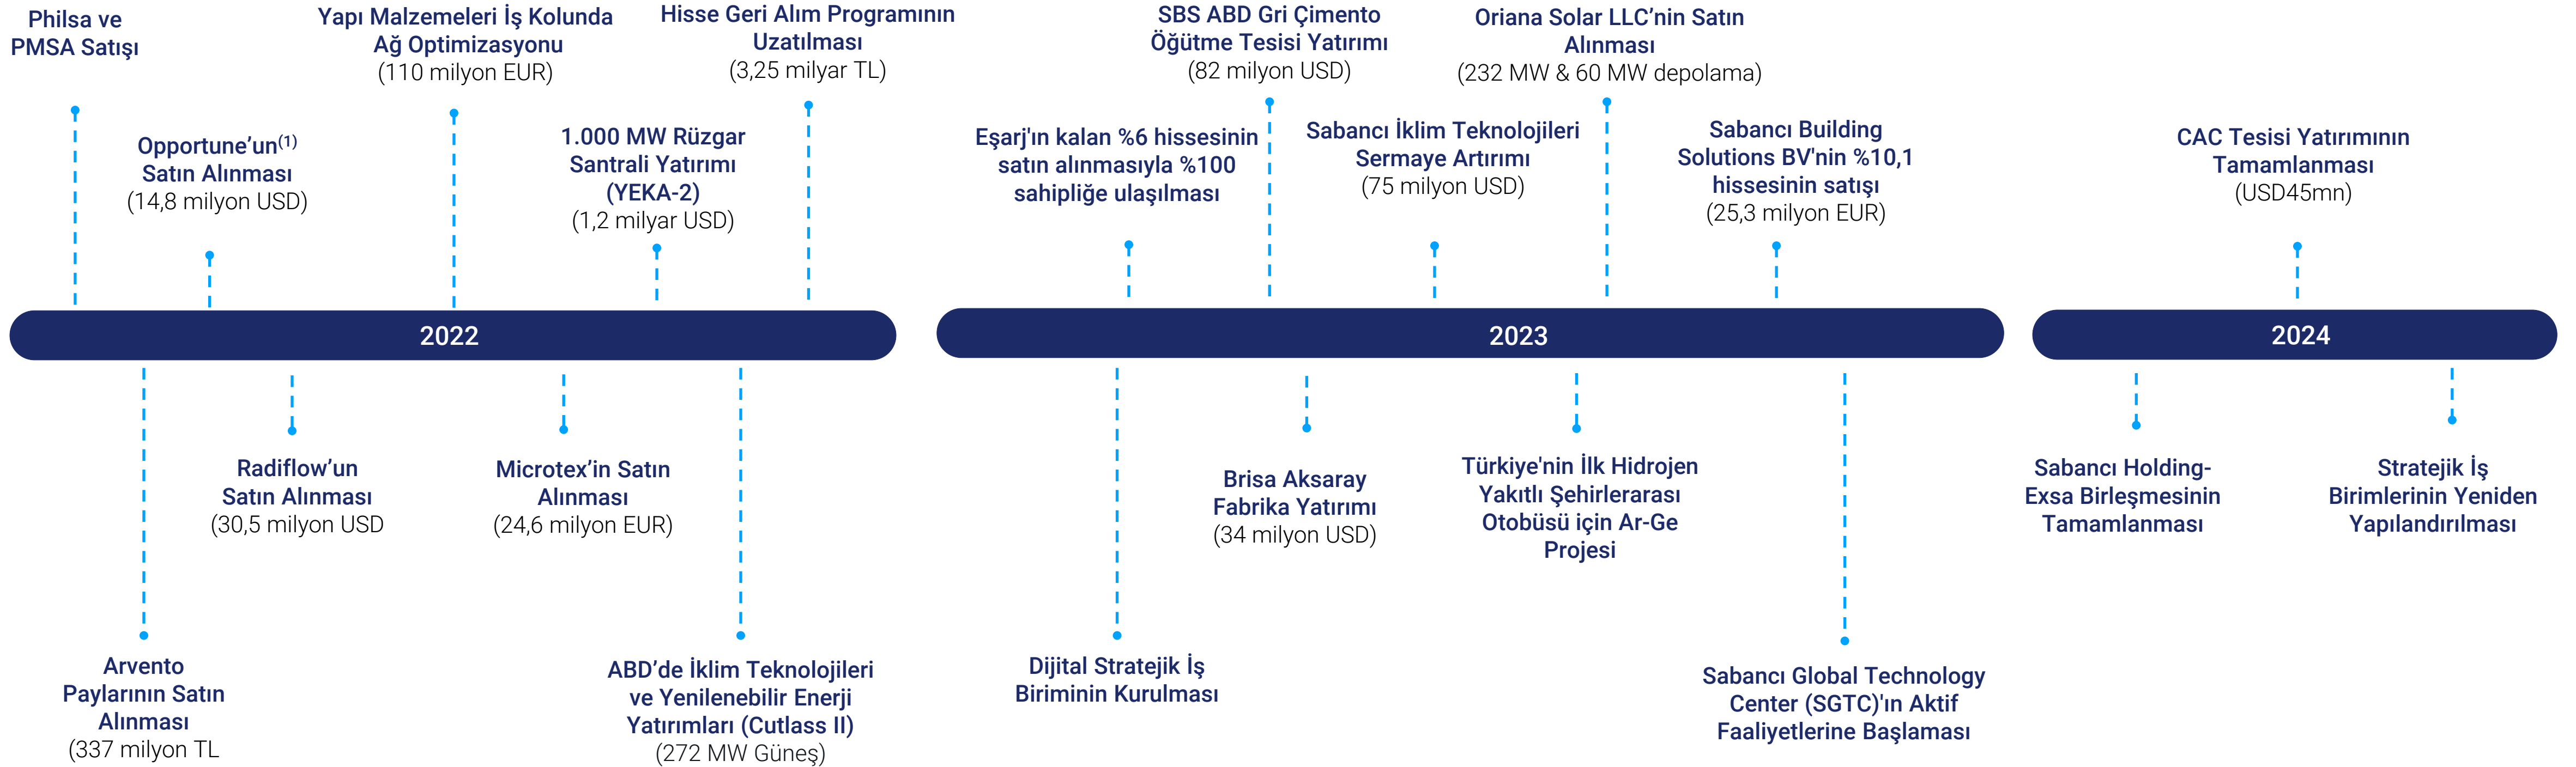 Philsa ve
PMSA Satışı
Opportune’un(1)
Satın Alınması
(14,8 milyon USD)
Yapı Malzemeleri İş Kolunda
Ağ Optimizasyonu
(110 milyon EUR)
1.000 MW Rüzgar
Santrali Yatırımı
(YEKA-2)
(1,2 milyar USD)
Hisse Geri Alım Programının
Uzatılması
(3,25 milyar TL)
Eşarj'ın kalan %6 hissesinin
satın alınmasıyla %100
sahipliğe ulaşılması
SBS ABD Gri Çimento
Öğütme Tesisi Yatırımı
(82 milyon USD)
Sabancı İklim Teknolojileri
Sermaye Artırımı
(75 milyon USD)
Oriana Solar LLC’nin Satın
Alınması
(232 MW & 60 MW depolama)
Sabancı Building
Solutions BV'nin %10,1
hissesinin satışı
(25,3 milyon EUR)
CAC Tesisi Yatırımının
Tamamlanması
(USD45mn)
2022
2023
2024
Arvento
Paylarının Satın
Alınması
(337 milyon TL
Radiflow’un
Satın Alınması
(30,5 milyon USD
Microtex’in Satın
Alınması
(24,6 milyon EUR)
ABD’de İklim Teknolojileri
ve Yenilenebilir Enerji
Yatırımları (Cutlass II)
(272 MW Güneş)
Dijital Stratejik İş
Biriminin Kurulması
Brisa Aksaray
Fabrika Yatırımı
(34 milyon USD)
Türkiye'nin İlk Hidrojen
Yakıtlı Şehirlerarası
Otobüsü için Ar-Ge
Projesi
Sabancı Global Technology
Center (SGTC)'ın Aktif
Faaliyetlerine Başlaması
Sabancı Holding-
Exsa Birleşmesinin
Tamamlanması
Stratejik İş
Birimlerinin Yeniden
Yapılandırılması